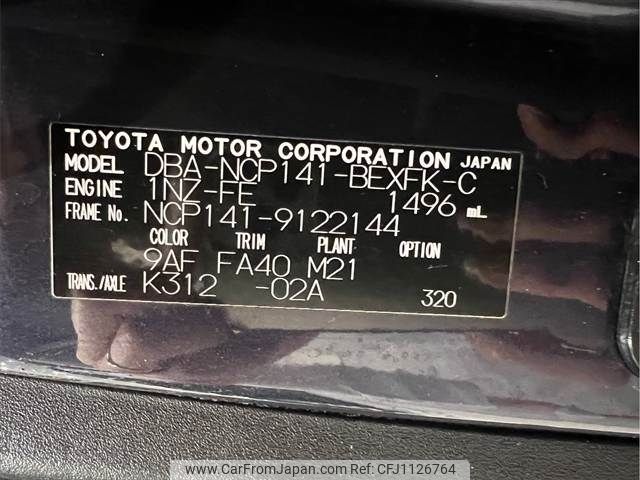 TOYOTA MOTOR CORPORATION JAPAN
MODEL DBA-NCP141-BEXFK-C
ENGINE 1NZ-FE 1496 mL
FRAME No. NCP141-9122144
COLOR TRIM PLANT OPTION
9AF FA40 M21
TRANS./AXLE K312 -02A 320
www.CarFromJapan.com - CFJ1126764